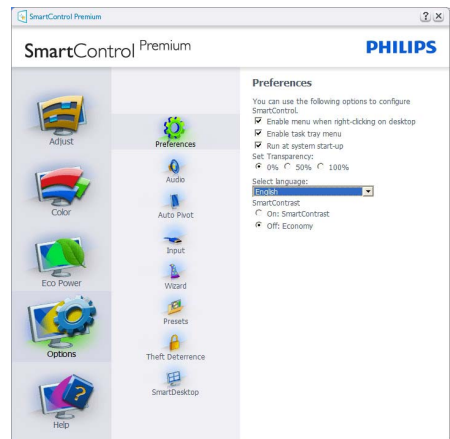 SmartControl Premium
SmartControl Premium
PHILIPS
Adjust
Color
Eco Power
Options
Help
Preferences
Audio
Auto Pivot
Input
Wizard
Presets
Theft Deterrence
SmartDesktop
Preferences
You can use the following options to configure
SmartControl.
Enable menu when right-clicking on desktop
Enable task tray menu
Run at system start-up
Set Transparency:
0% 50% 100%
Select language:
English
SmartContrast
On: SmartContrast
Off: Economy